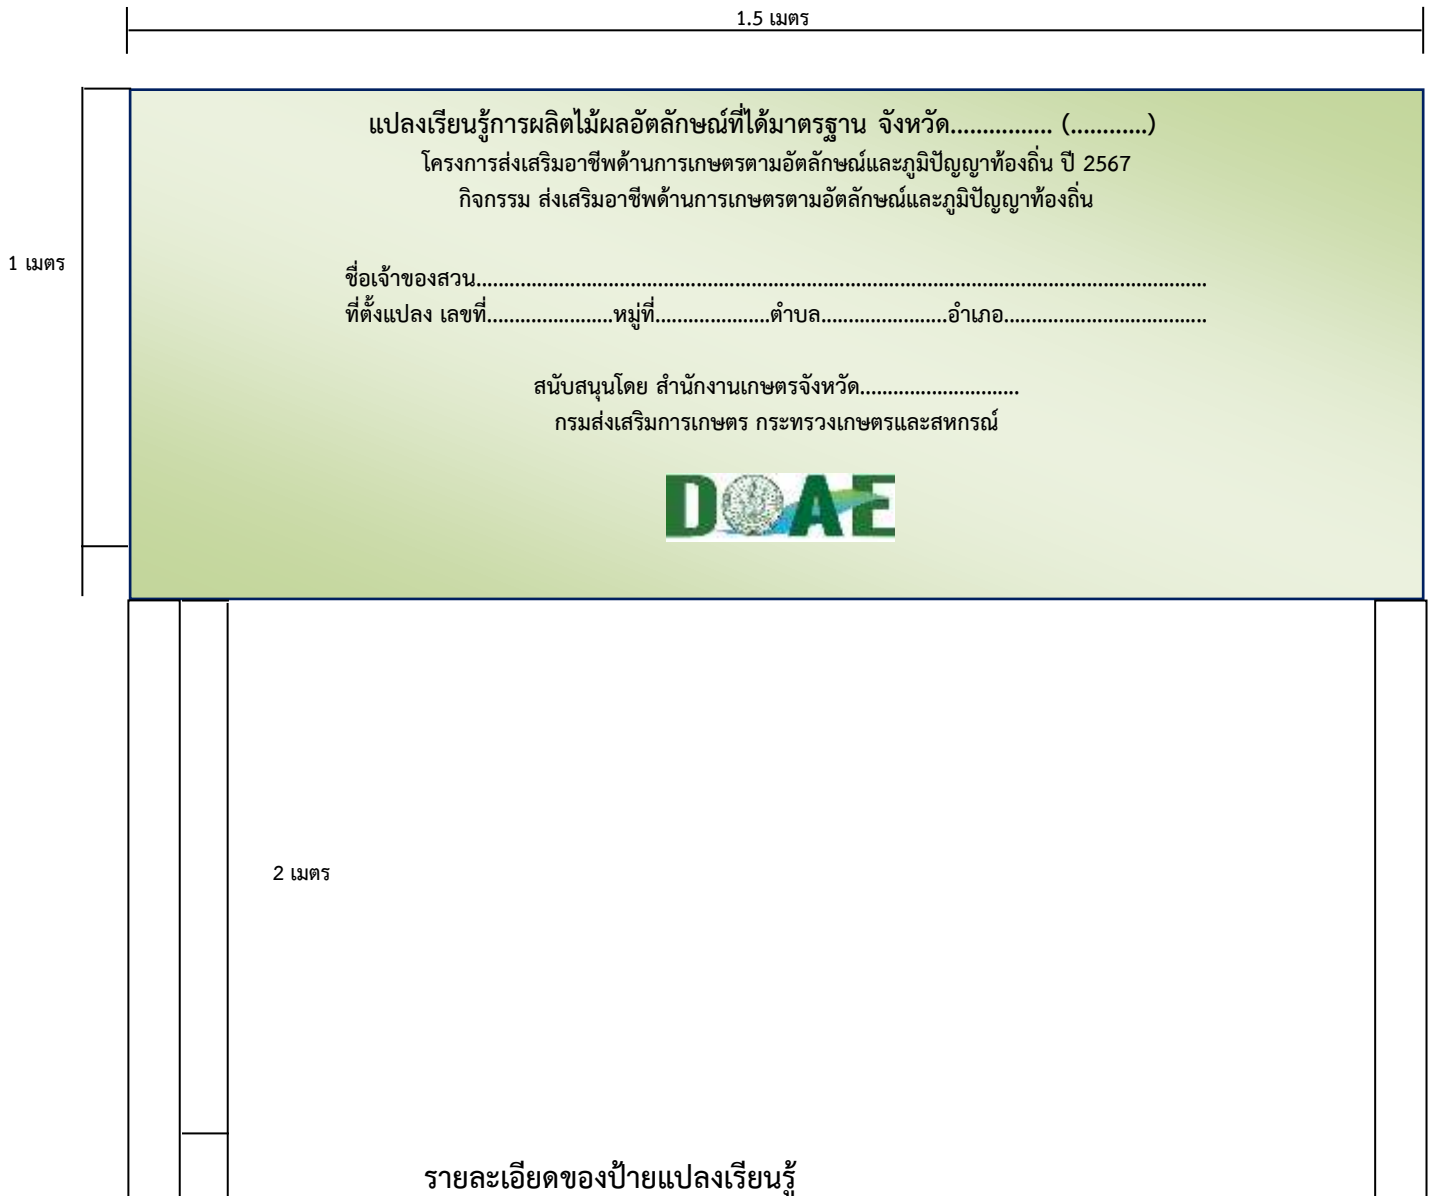 1.5 เมตร
แปลงเรียนรู้การผลิตไม้ผลอัตลักษณ์ที่ได้มาตรฐาน จังหวัด................ (............)
โครงการส่งเสริมอาชีพด้านการเกษตรตามอัตลักษณ์และภูมิปัญญาท้องถิ่น ปี 2567
กิจกรรม ส่งเสริมอาชีพด้านการเกษตรตามอัตลักษณ์และภูมิปัญญาท้องถิ่น
1 เมตร
ชื่อเจ้าของสวน.....................................................................................................................................
ที่ตั้งแปลง เลขที่.......................หมู่ที่.....................ตำบล.......................อำเภอ.....................................
สนับสนุนโดย สำนักงานเกษตรจังหวัด.............................
กรมส่งเสริมการเกษตร กระทรวงเกษตรและสหกรณ์
DOAE
2 เมตร
รายละเอียดของป้ายแปลงเรียนรู้